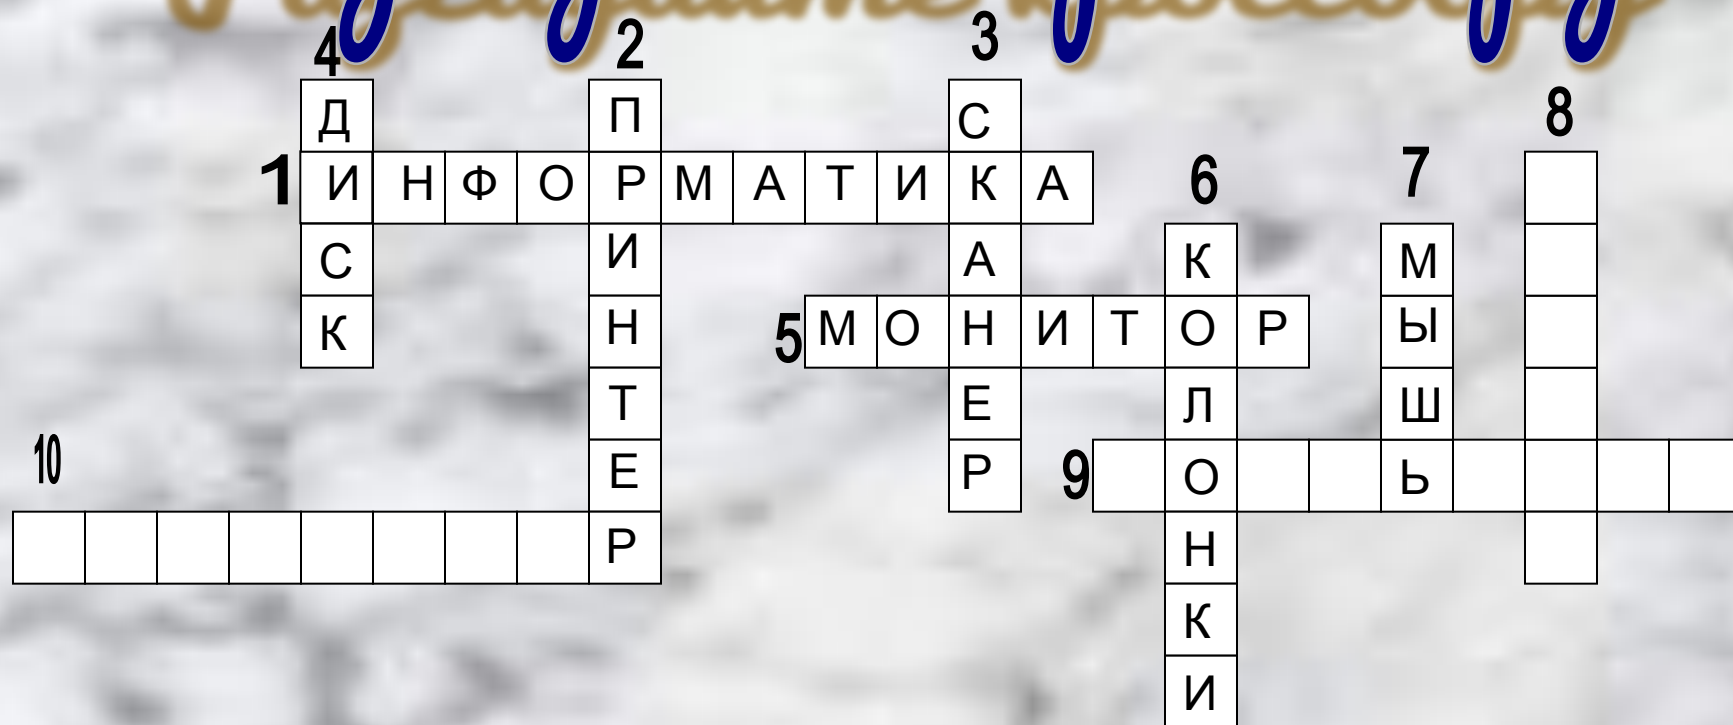 4 2 3
8
Д П С
1 И Н Ф О Р М А Т И К А 6 7
С И А К М
К Н 5 М О Н И Т О Р Ы
Т Е Л Ш
10 Е Р 9 О Ь
Р Н
К
И